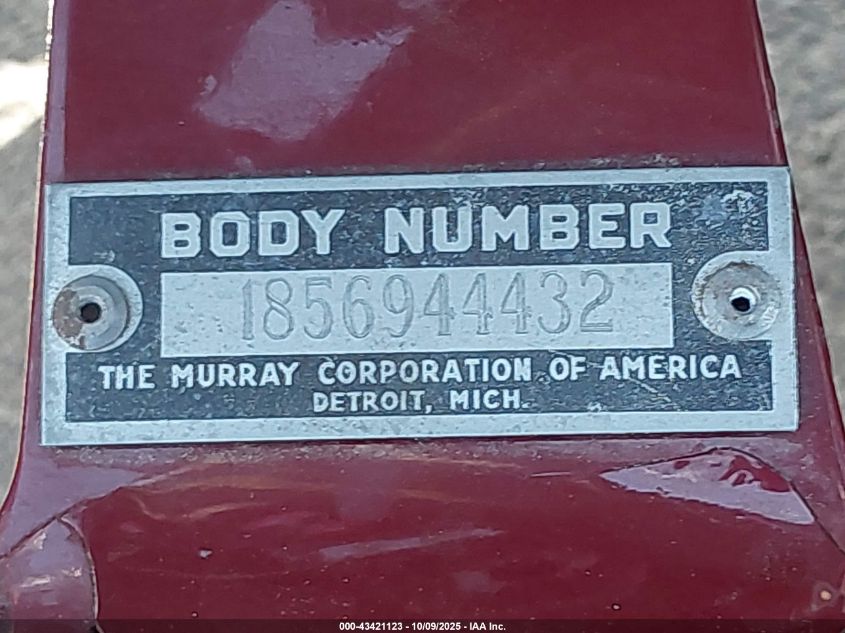 BODY NUMBER
1856944432
THE MURRAY CORPORATION OF AMERICA
DETROIT, MICH.
000-43421123 - 10/09/2025 - IAA Inc.